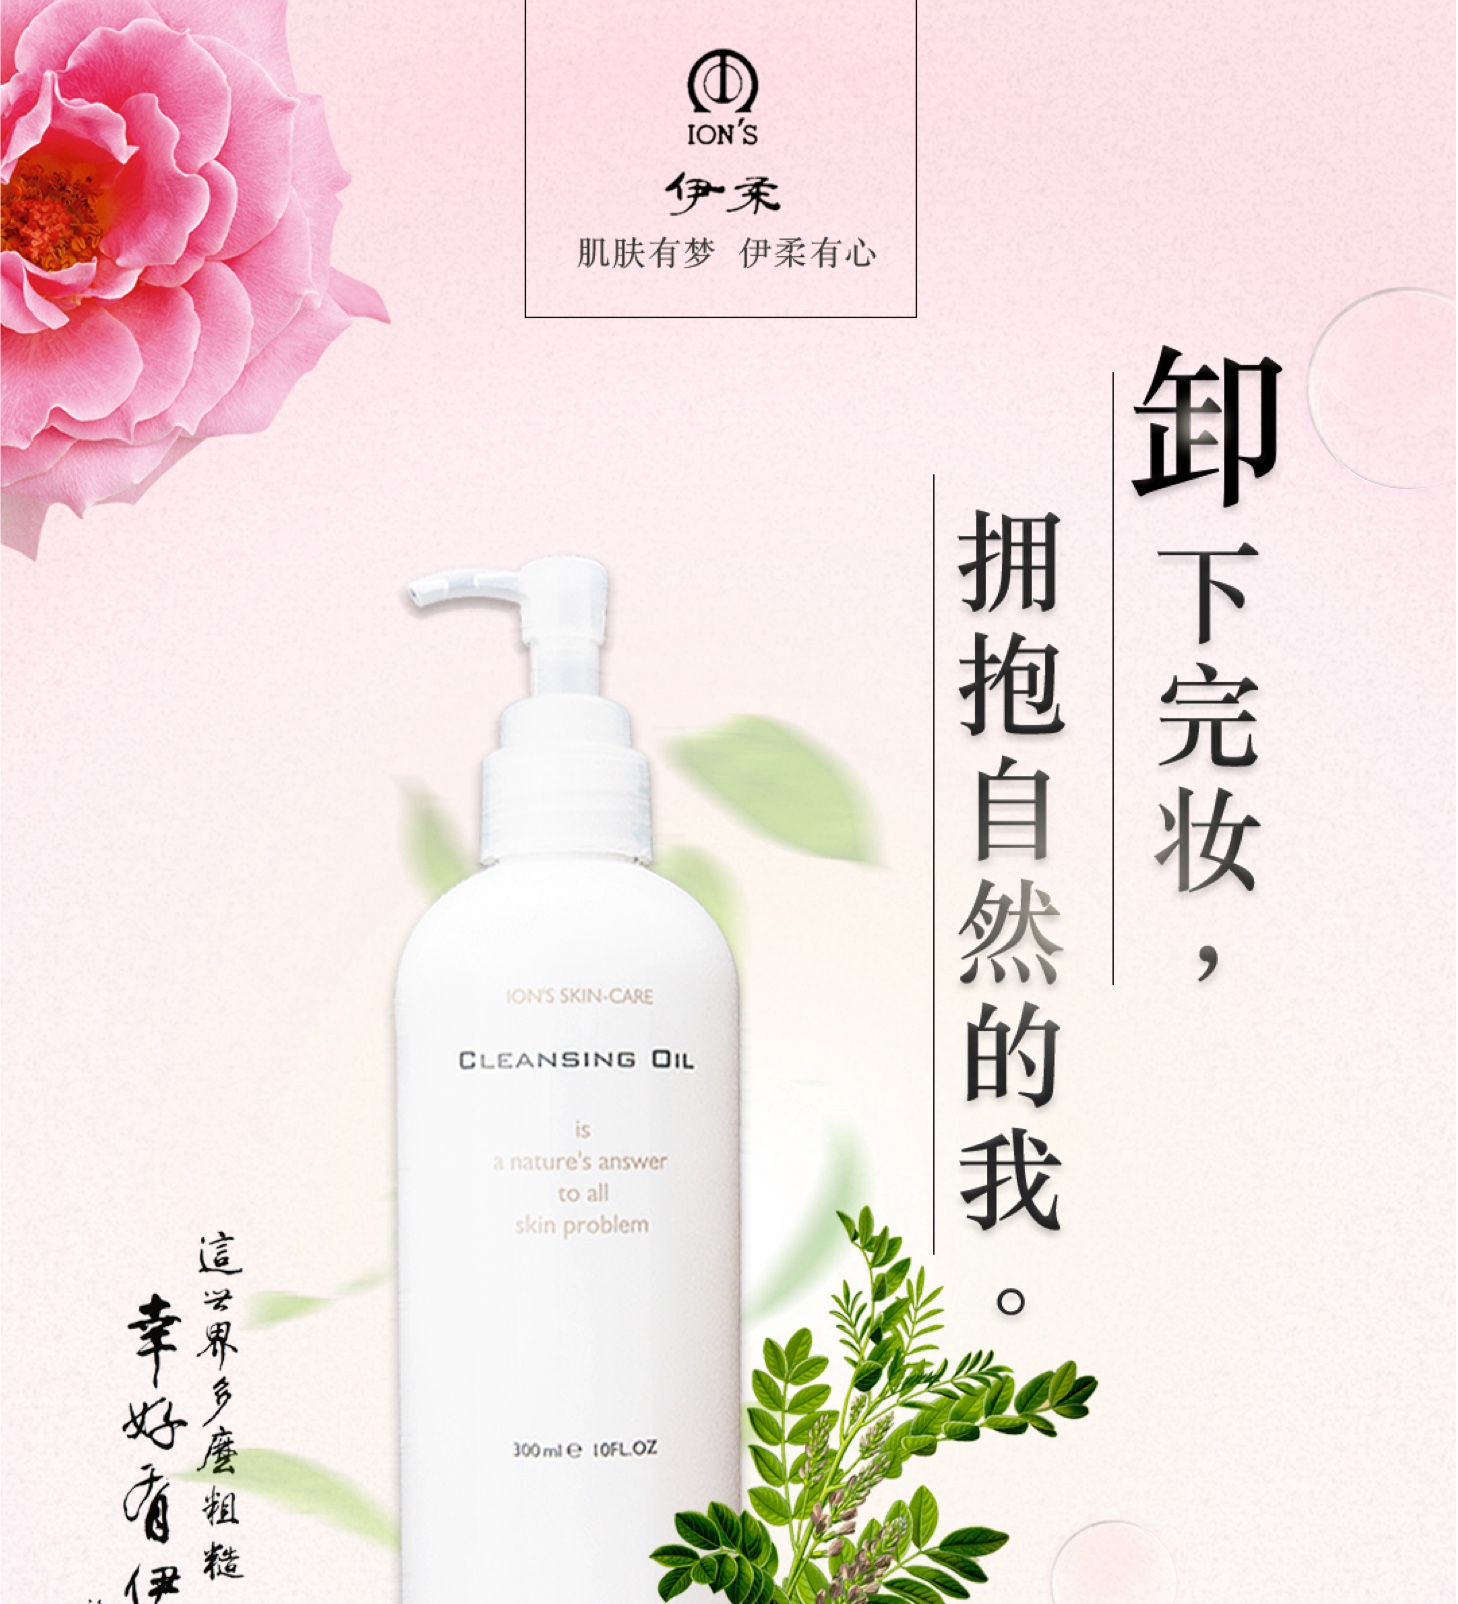 ION'S
伊柔
肌肤有梦 伊柔有心
卸下完妆，
拥抱自然的我。
ION'S SKIN-CARE
CLEANSING OIL
is
a nature's answer
to all
skin problem
300ml e 10FL.OZ
這世界多麼粗糙
幸好有伊